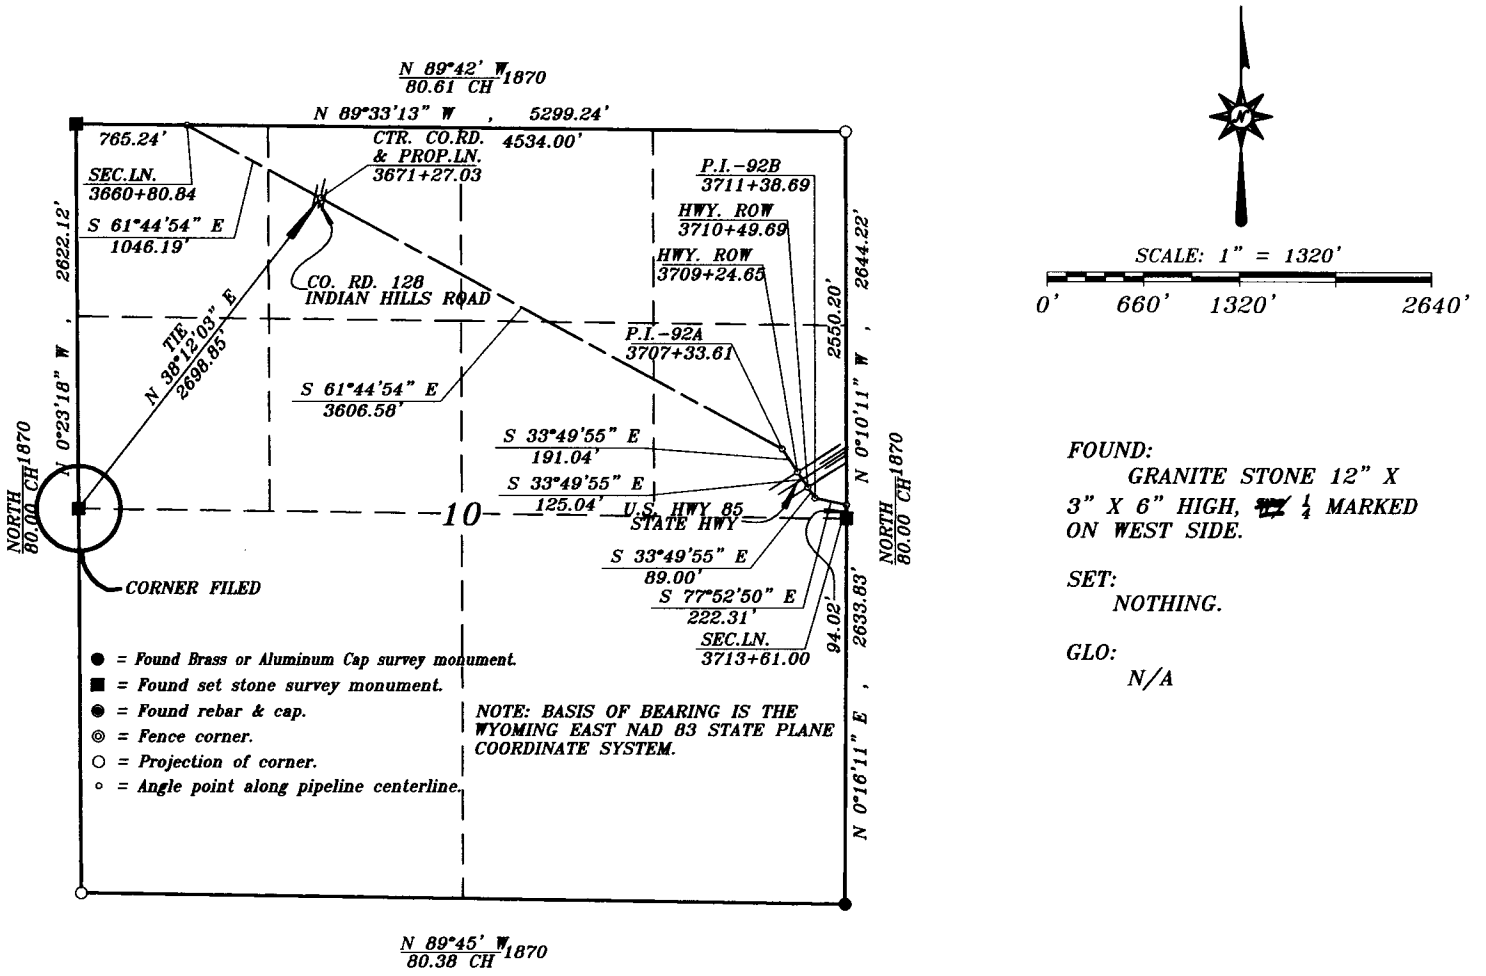 N 89°42' W 1870
80.61 CH
N 89°33'13" W , 5299.24'
765.24'
CTR. CO.RD. 4534.00'
& PROP.LN.
3671+27.03
SEC.LN.
3660+80.84
S 61°44'54" E
1046.19'
P.I.-92B
3711+38.69
HWY. ROW
3710+49.69
HWY. ROW
3709+24.65
CO. RD. 128
INDIAN HILLS ROAD
P.I.-92A
3707+33.61
N 0°23'18" W , 2622.12'
TIE
N 38°12'03" E
2698.85'
2550.20'
N 0°10'11" W , 2644.22'
S 61°44'54" E
3606.58'
S 33°49'55" E
191.04'
S 33°49'55" E
125.04'
NORTH 1870
80.00 CH
10
U.S. HWY 85
STATE HWY
NORTH 1870
80.00 CH
S 33°49'55" E
89.00'
S 77°52'50" E
222.31'
SEC.LN.
3713+61.00
94.02'
N 0°16'11" E , 2633.83'
CORNER FILED
= Found Brass or Aluminum Cap survey monument.
= Found set stone survey monument.
= Found rebar & cap.
= Fence corner.
= Projection of corner.
= Angle point along pipeline centerline.
NOTE: BASIS OF BEARING IS THE
WYOMING EAST NAD 83 STATE PLANE
COORDINATE SYSTEM.
N 89°45' W 1870
80.38 CH
N
SCALE: 1" = 1320'
0' 660' 1320' 2640'
FOUND:
GRANITE STONE 12" X
3" X 6" HIGH, 1/4 MARKED
ON WEST SIDE.
SET:
NOTHING.
GLO:
N/A